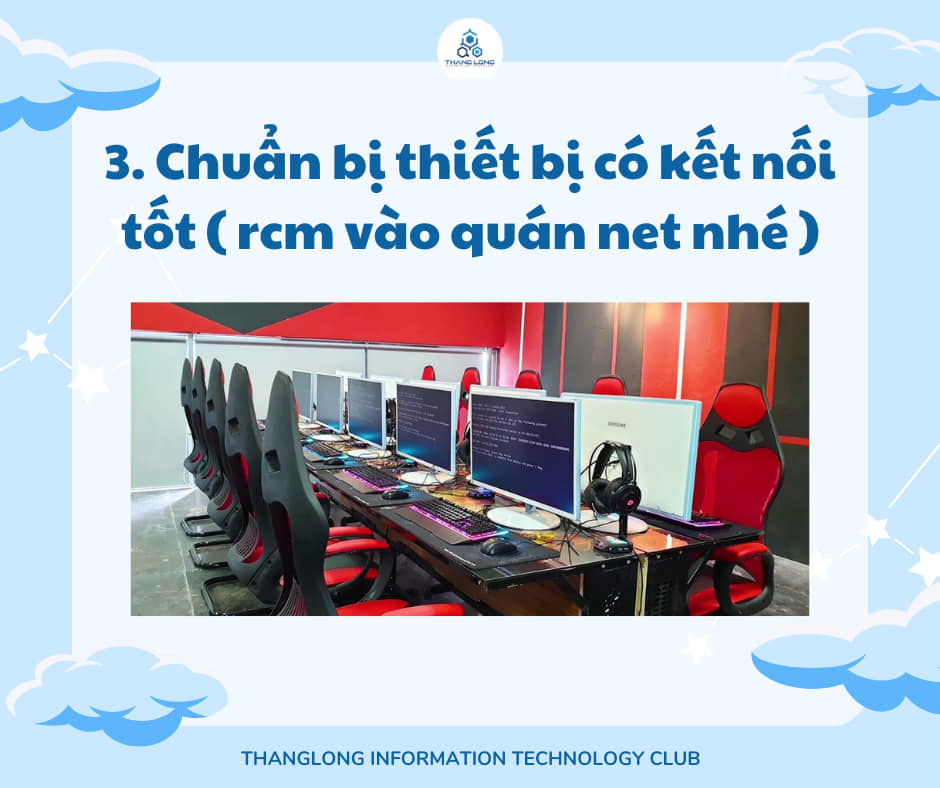 THANG LONG
3. Chuẩn bị thiết bị có kết nối
tốt ( rcm vào quán net nhé )
SAMSUNG
THANGLONG INFORMATION TECHNOLOGY CLUB